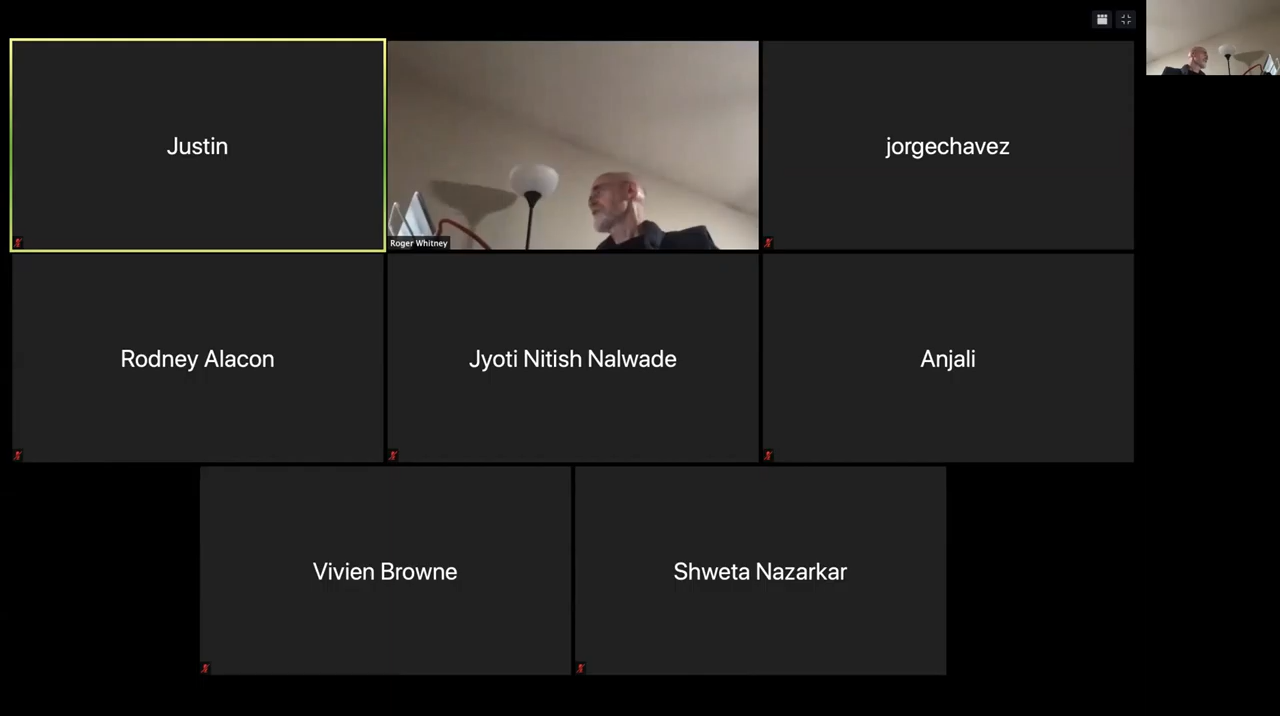 Justin
Roger Whitney
jorgechavez
Rodney Alacon
Jyoti Nitish Nalwade
Anjali
Vivien Browne
Shweta Nazarkar